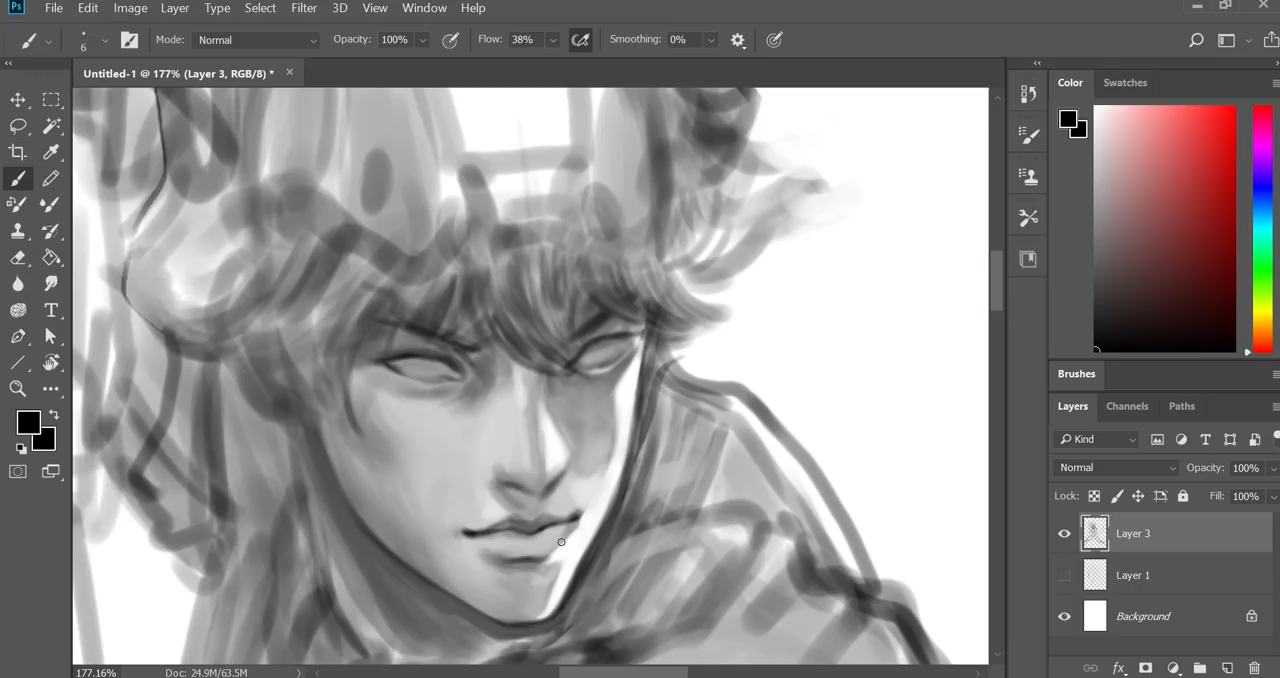 Ps File Edit Image Layer Type Select Filter 3D View Window Help
6 Mode: Normal Opacity: 100% Flow: 38% Smoothing: 0%
Untitled-1 @ 177% (Layer 3, RGB/8) *
Color Swatches
Brushes
Layers Channels Paths
Kind
Normal Opacity: 100%
Lock: Fill: 100%
Layer 3
Layer 1
Background
177.16% Doc: 24.9M/63.5M